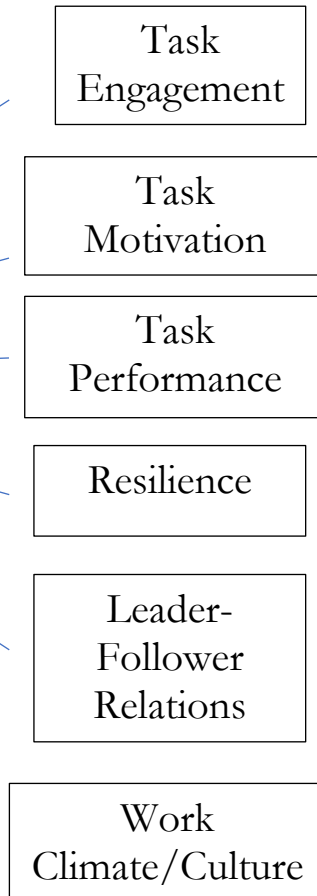 Task
Engagement
Task
Motivation
Task
Performance
Resilience
Leader-
Follower
Relations
Work
Climate/Culture